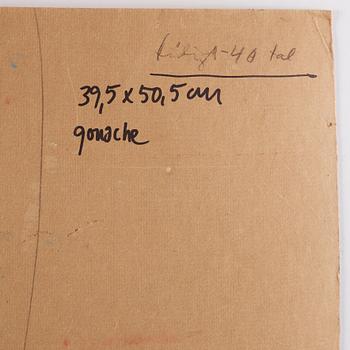 tidigt-40 tal
39,5 x 50,5 cm
gouache